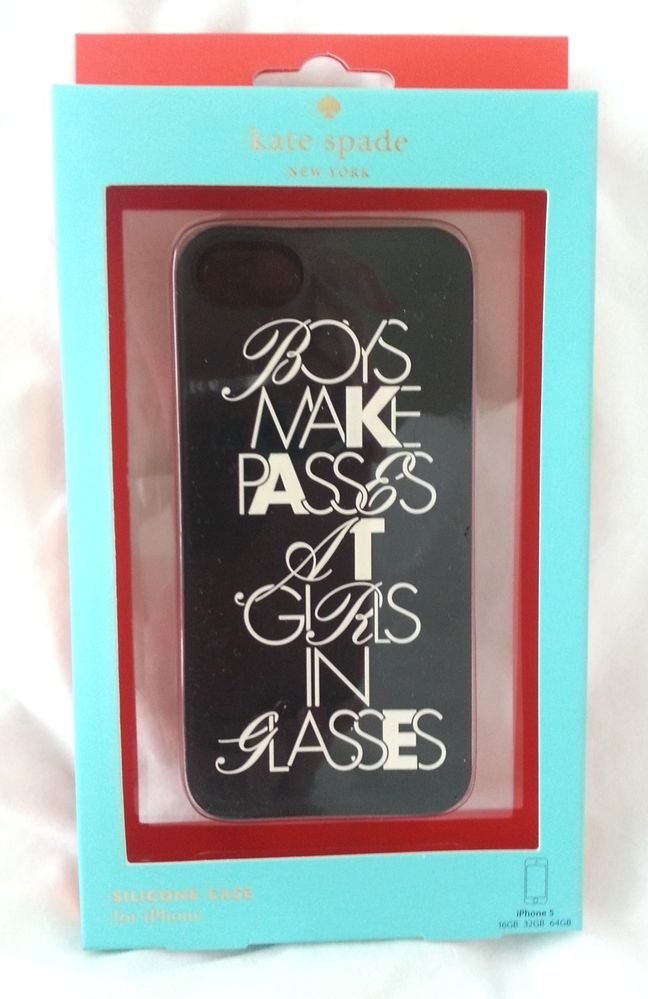 kate spade
NEW YORK
BOYS
MAKE
PASSES
AT
GIRLS
IN
GLASSES
SILICONE CASE
for iPhone
iPhone 5
16GB 32GB 64GB